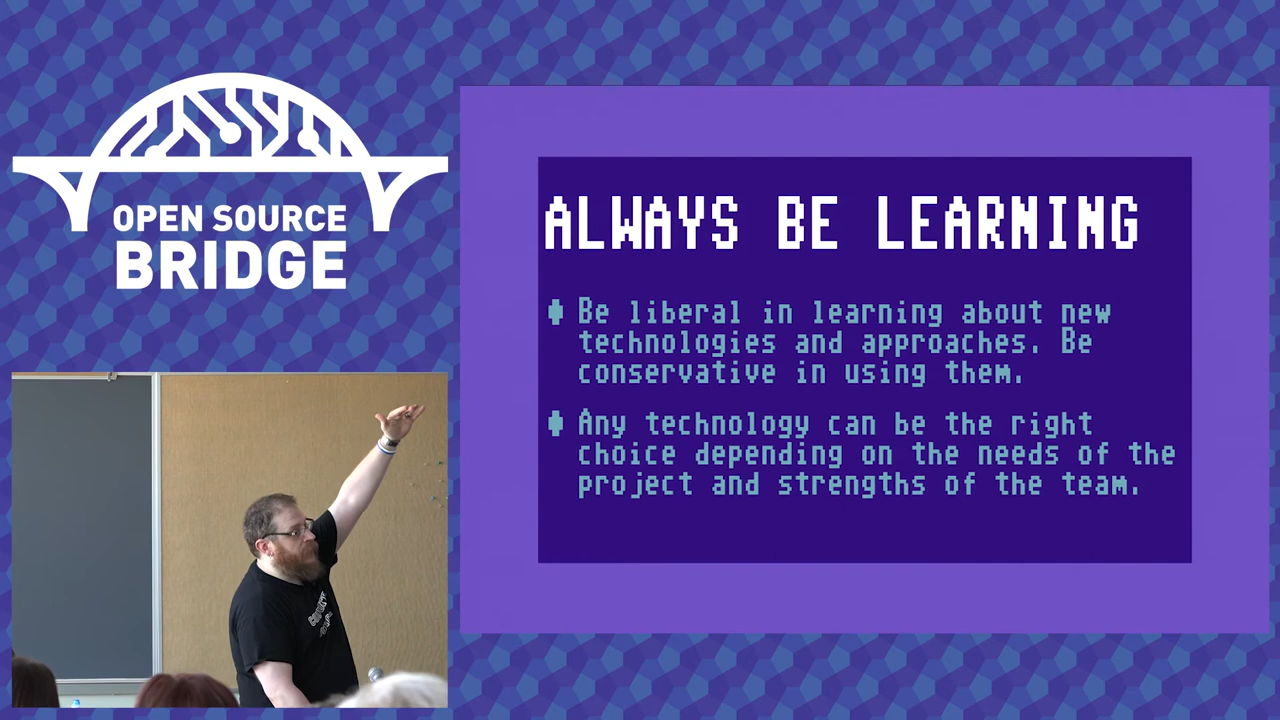 OPEN SOURCE
BRIDGE
ALWAYS BE LEARNING
Be liberal in learning about new
technologies and approaches. Be
conservative in using them.
Any technology can be the right
choice depending on the needs of the
project and strengths of the team.